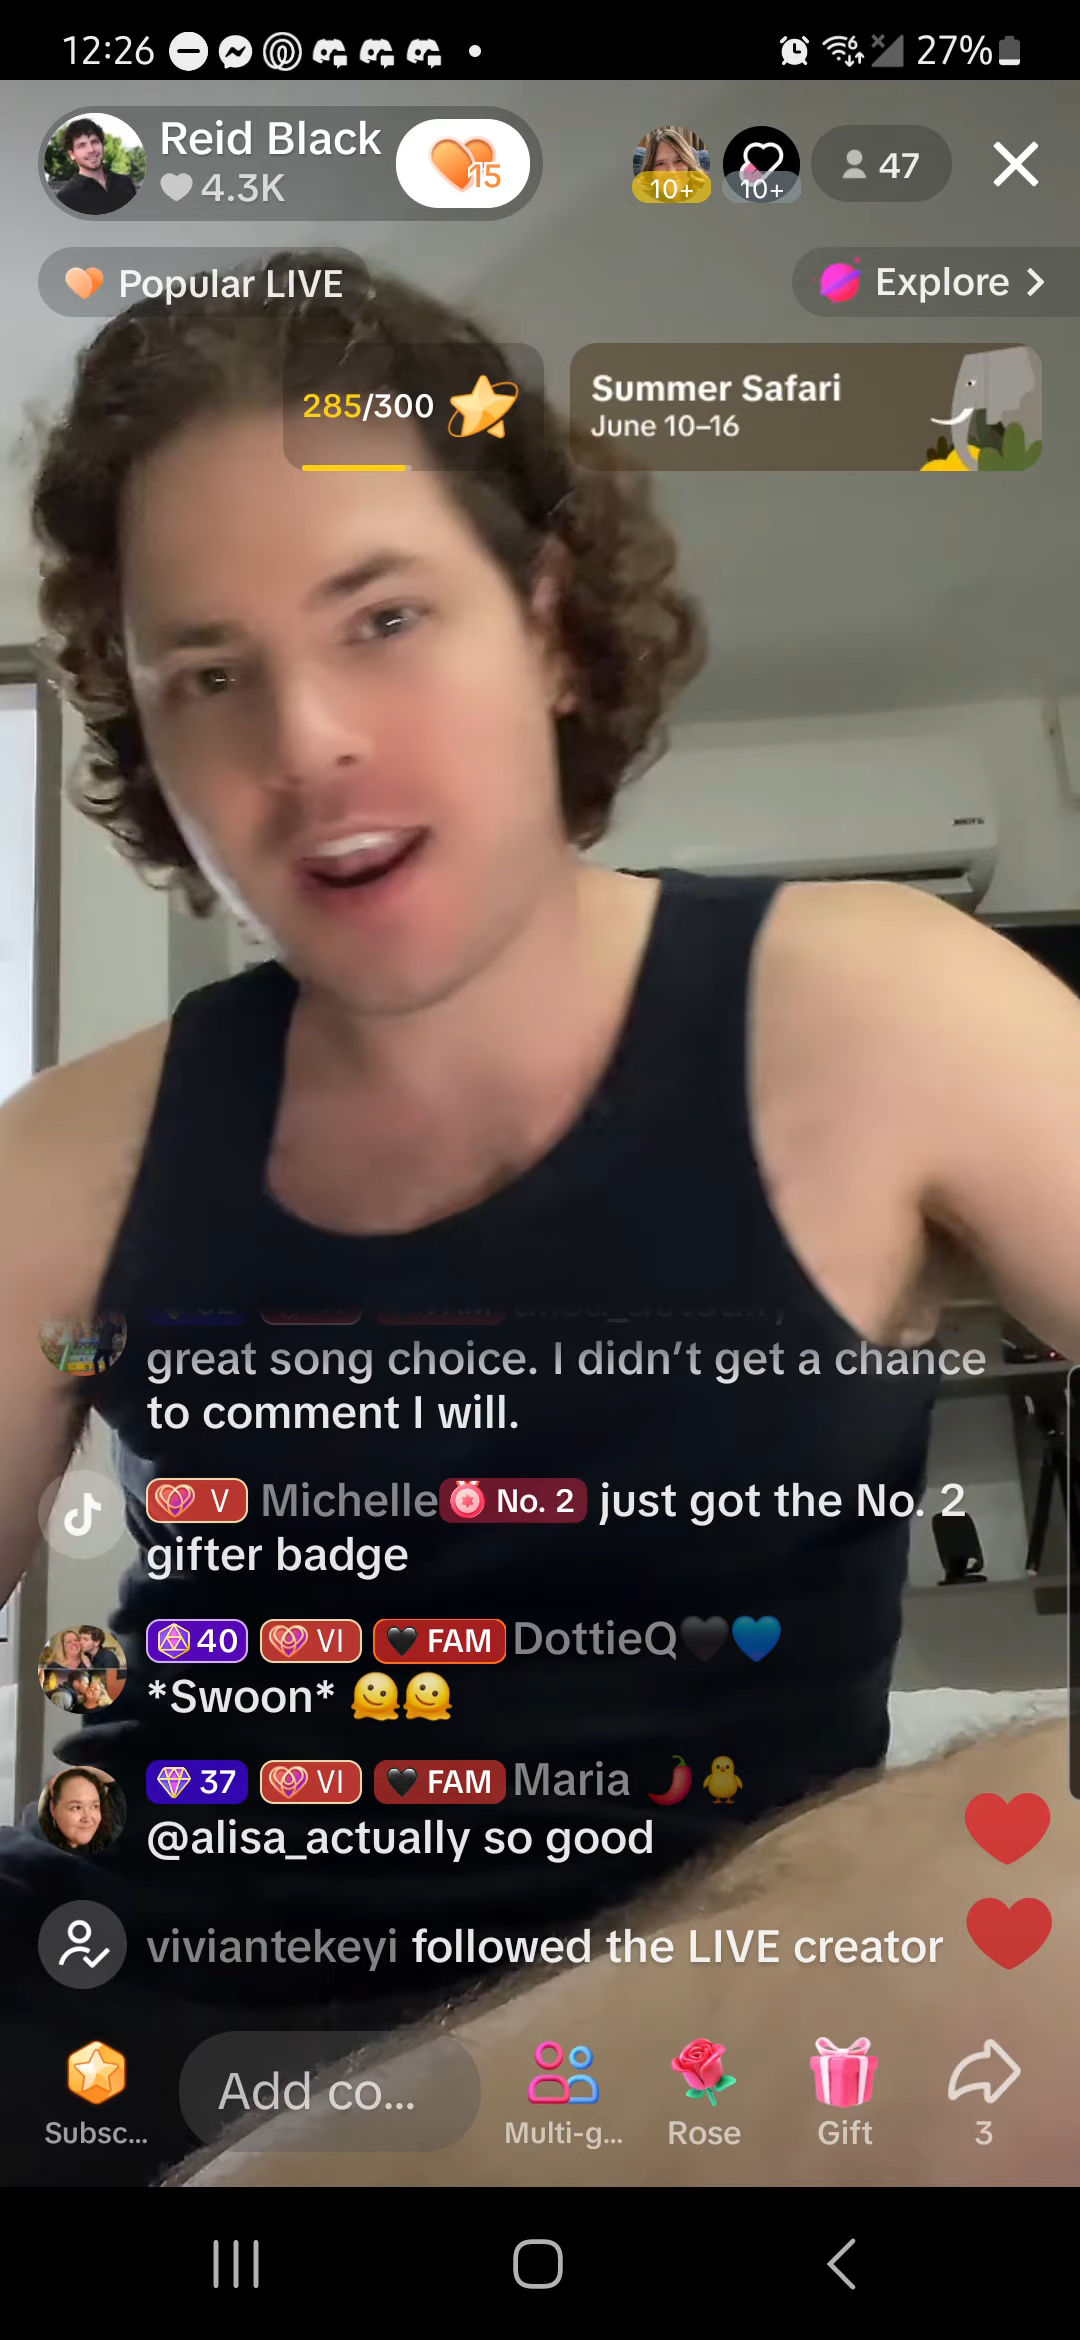 12:26
27%
Reid Black
4.3K
15
10+
10+
47
Popular LIVE
Explore
285/300
Summer Safari
June 10–16
great song choice. I didn't get a chance
to comment I will.
V Michelle No. 2 just got the No. 2
gifter badge
40 VI 🖤 FAM DottieQ🖤💙
*Swoon* 🫠🫠
37 VI 🖤 FAM Maria 🌶️🐥
@alisa_actually so good
viviantekeyi followed the LIVE creator
Subsc...
Add co...
Multi-g...
Rose
Gift
3